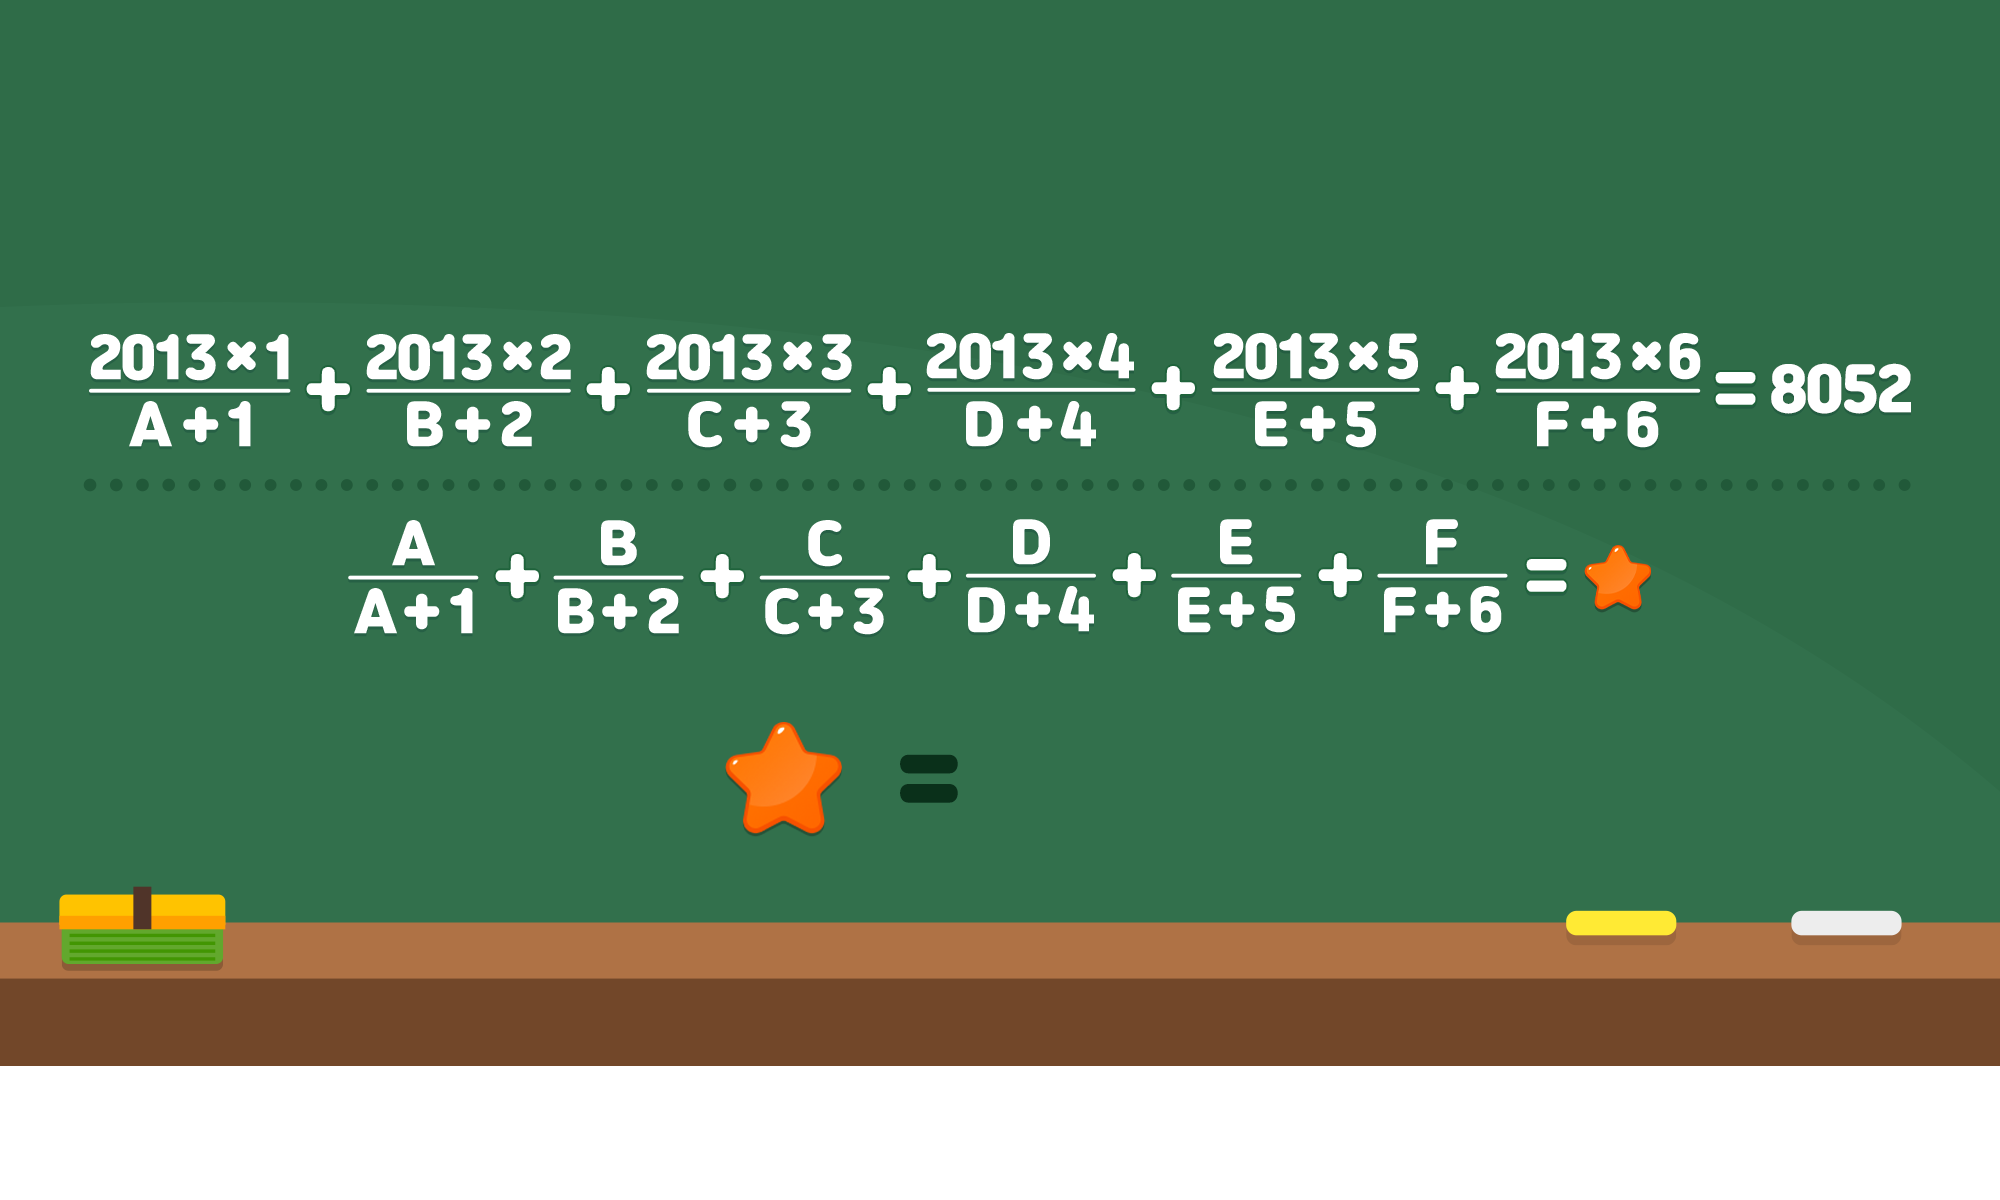 2013×1/A+1 + 2013×2/B+2 + 2013×3/C+3 + 2013×4/D+4 + 2013×5/E+5 + 2013×6/F+6 = 8052
A/A+1 + B/B+2 + C/C+3 + D/D+4 + E/E+5 + F/F+6 =
=